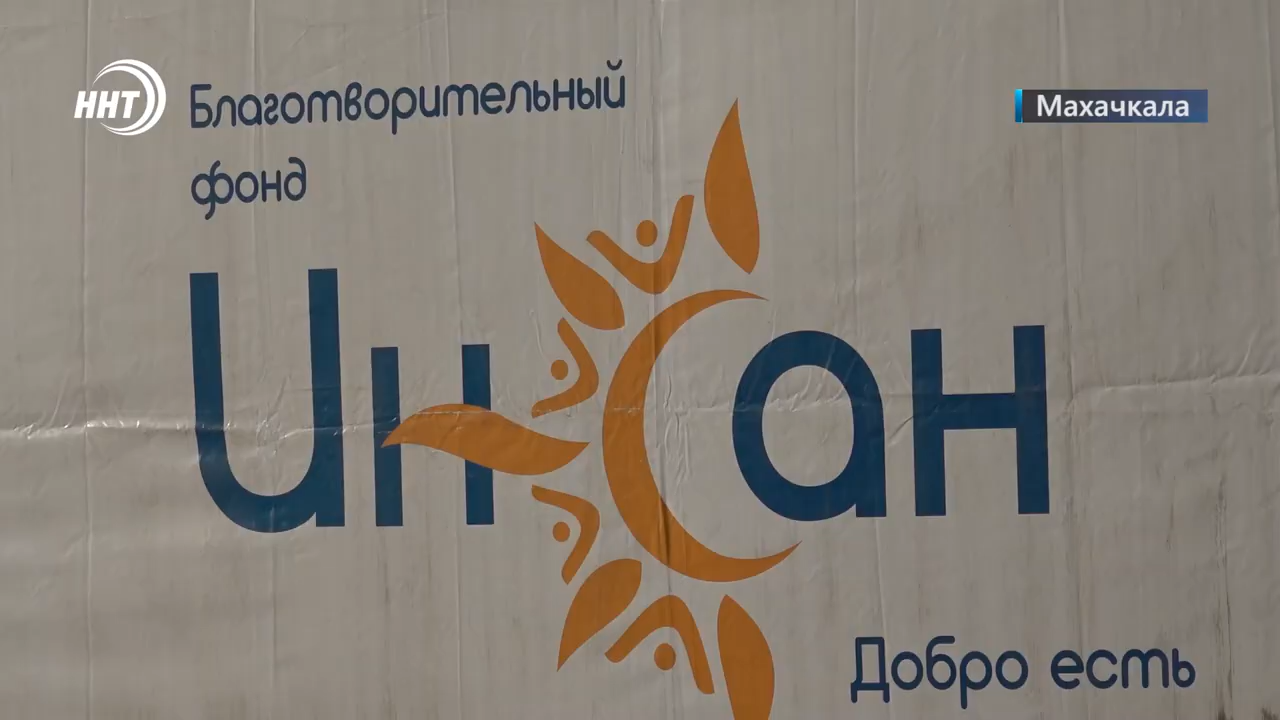 ННТ
Махачкала
Благотворительный
фонд
Инсан
Добро есть